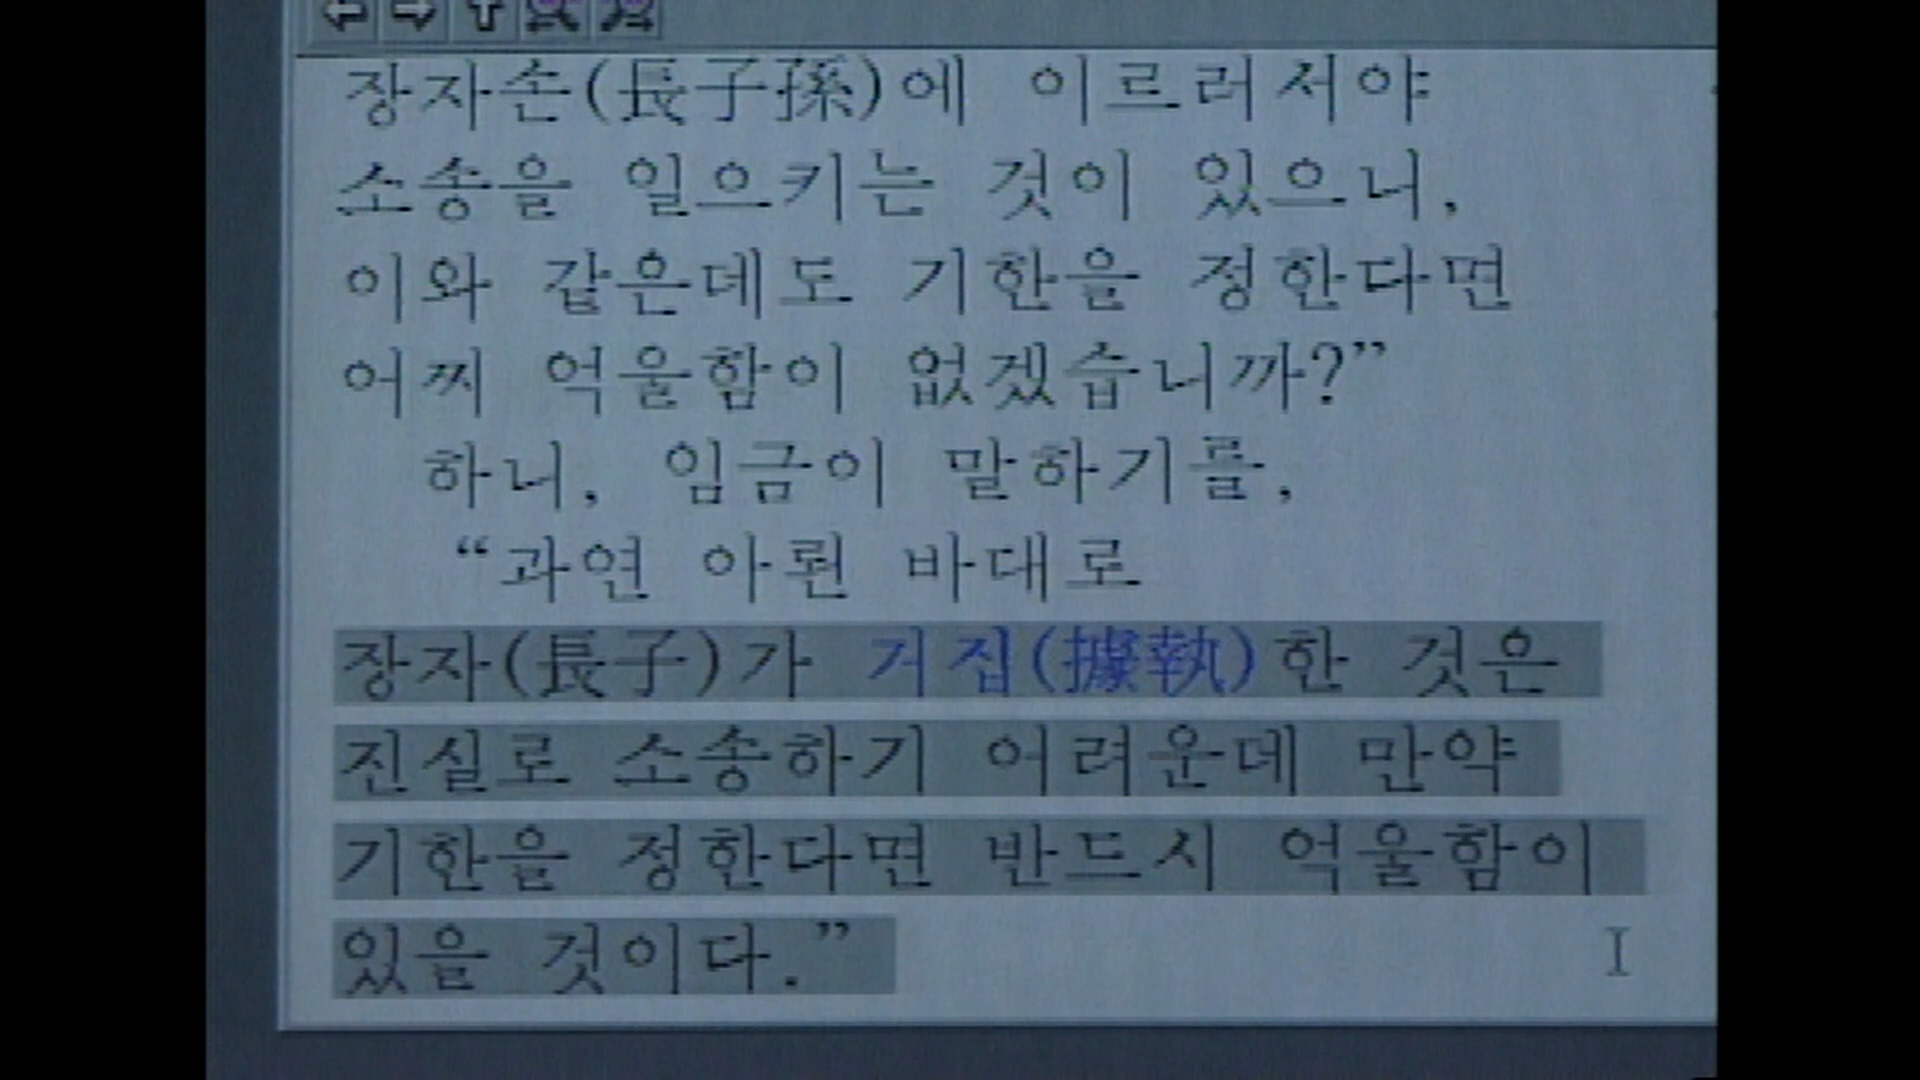 장자손(長子孫)에 이르러서야
소송을 일으키는 것이 있으니,
이와 같은데도 기한을 정한다면
어찌 억울함이 없겠습니까?”
하니, 임금이 말하기를,
“과연 아뢴 바대로
장자(長子)가 거집(據執)한 것은
진실로 소송하기 어려운데 만약
기한을 정한다면 반드시 억울함이
있을 것이다.”